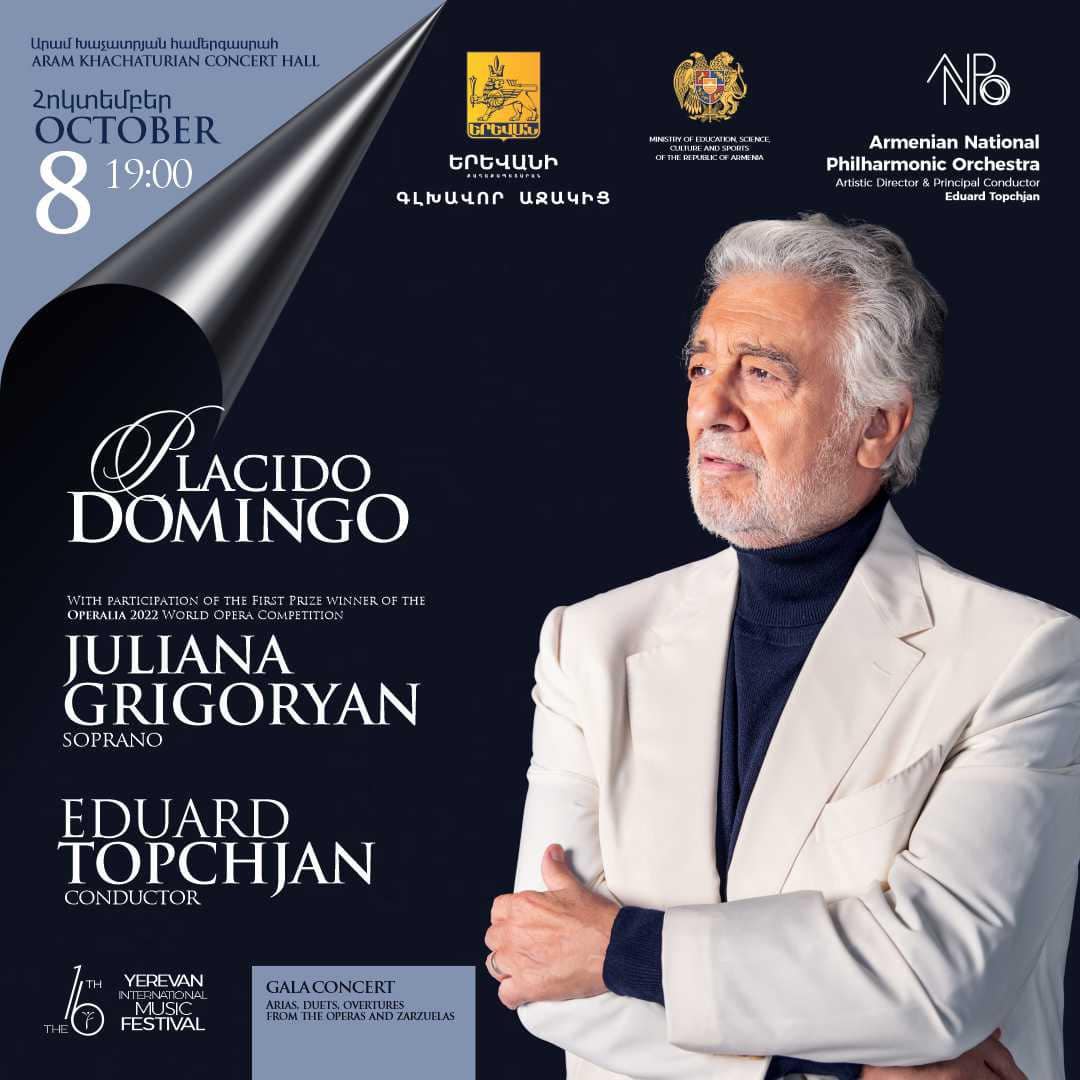 Արամ Խաչատրյան համերգասրահ
ARAM KHACHATURIAN CONCERT HALL
Հոկտեմբեր
OCTOBER
8 19:00
ԵՐԵՎԱՆ
ԵՐԵՎԱՆԻ
ՔԱՂԱՔԱՊԵՏԱՐԱՆ
ԳԼԽԱՎՈՐ ԱՋԱԿԻՑ
MINISTRY OF EDUCATION, SCIENCE,
CULTURE AND SPORTS
OF THE REPUBLIC OF ARMENIA
ANPO
Armenian National
Philharmonic Orchestra
Artistic Director & Principal Conductor
Eduard Topchjan
PLACIDO
DOMINGO
WITH PARTICIPATION OF THE FIRST PRIZE WINNER OF THE
OPERALIA 2022 WORLD OPERA COMPETITION
JULIANA
GRIGORYAN
SOPRANO
EDUARD
TOPCHJAN
CONDUCTOR
THE 16TH
YEREVAN
INTERNATIONAL
MUSIC
FESTIVAL
GALA CONCERT
ARIAS, DUETS, OVERTURES
FROM THE OPERAS AND ZARZUELAS